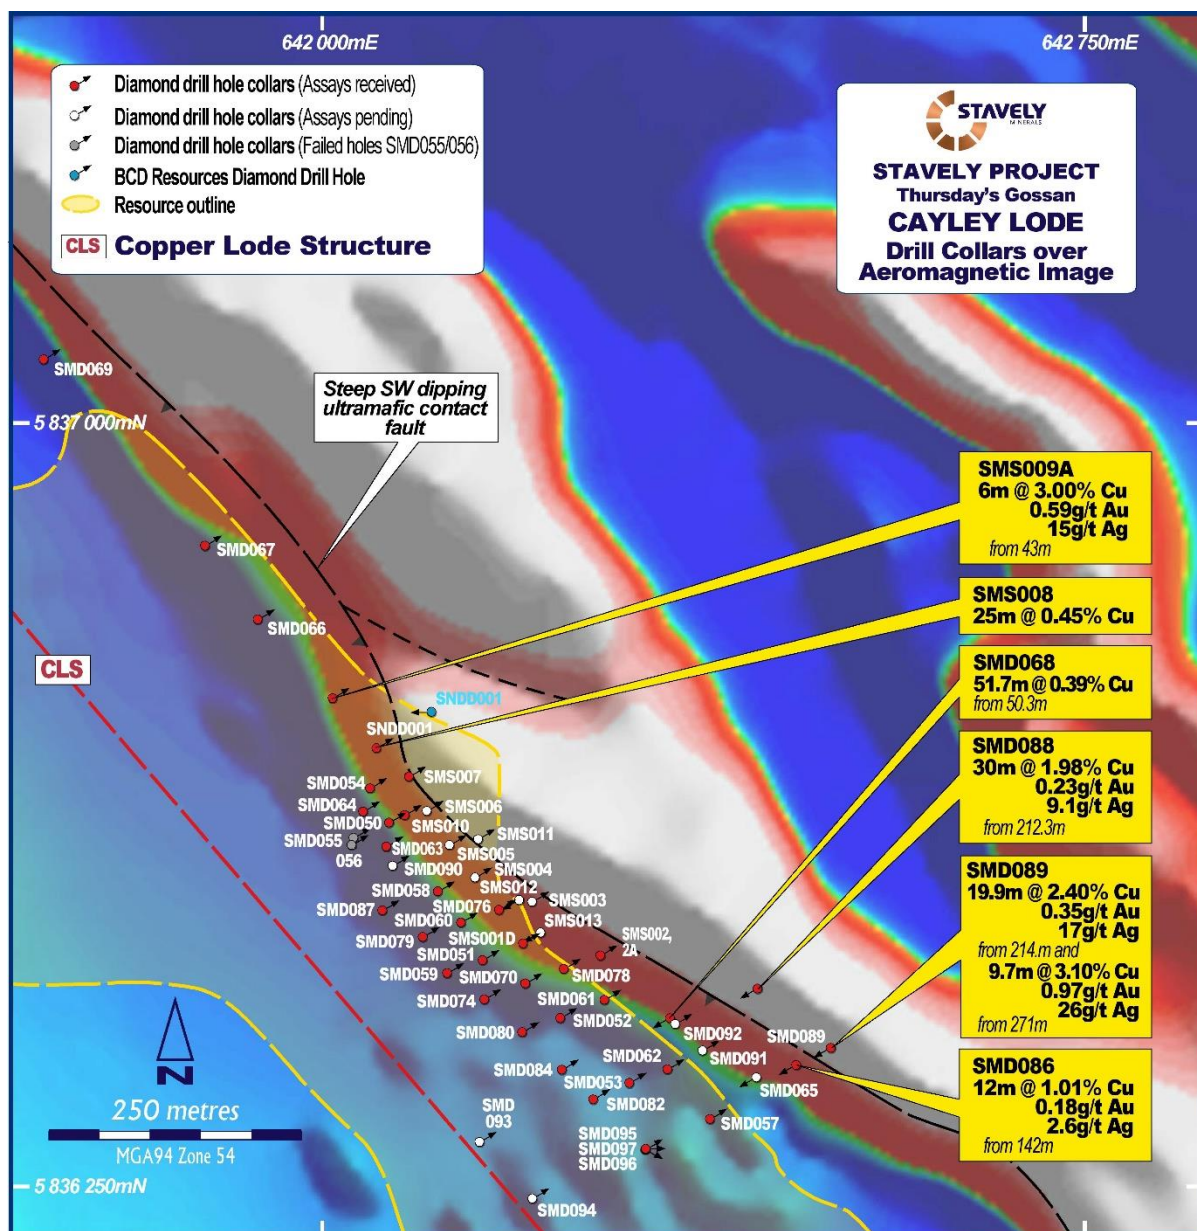 642 000mE
642 750mE
Diamond drill hole collars (Assays received)
Diamond drill hole collars (Assays pending)
Diamond drill hole collars (Failed holes SMD055/056)
BCD Resources Diamond Drill Hole
Resource outline
CLS Copper Lode Structure
STAVELY
MINERALS
STAVELY PROJECT
Thursday's Gossan
CAYLEY LODE
Drill Collars over
Aeromagnetic Image
SMD069
Steep SW dipping
ultramafic contact
fault
5 837 000mN
SMS009A
6m @ 3.00% Cu
0.59g/t Au
15g/t Ag
from 43m
SMD067
SMS008
25m @ 0.45% Cu
SMD066
CLS
SMD068
51.7m @ 0.39% Cu
from 50.3m
SNDD001
SNDD001
SMD088
30m @ 1.98% Cu
0.23g/t Au
9.1g/t Ag
from 212.3m
SMS007
SMD054
SMD064
SMS006
SMD050
SMS010
SMS011
SMD055
056
SMD063
SMS005
SMD090
SMS004
SMD058
SMS012
SMS003
SMD087
SMD076
SMD060
SMS013
SMD079
SMS001D
SMS002,
2A
SMD051
SMD059
SMD070
SMD078
SMD074
SMD061
SMD089
19.9m @ 2.40% Cu
0.35g/t Au
17g/t Ag
from 214.m and
9.7m @ 3.10% Cu
0.97g/t Au
26g/t Ag
from 271m
SMD080
SMD052
SMD092
SMD089
SMD084
SMD062
SMD091
SMD053
SMD065
SMD082
SMD057
SMD086
12m @ 1.01% Cu
0.18g/t Au
2.6g/t Ag
from 142m
N
250 metres
MGA94 Zone 54
SMD
093
SMD095
SMD097
SMD096
5 836 250mN
SMD094